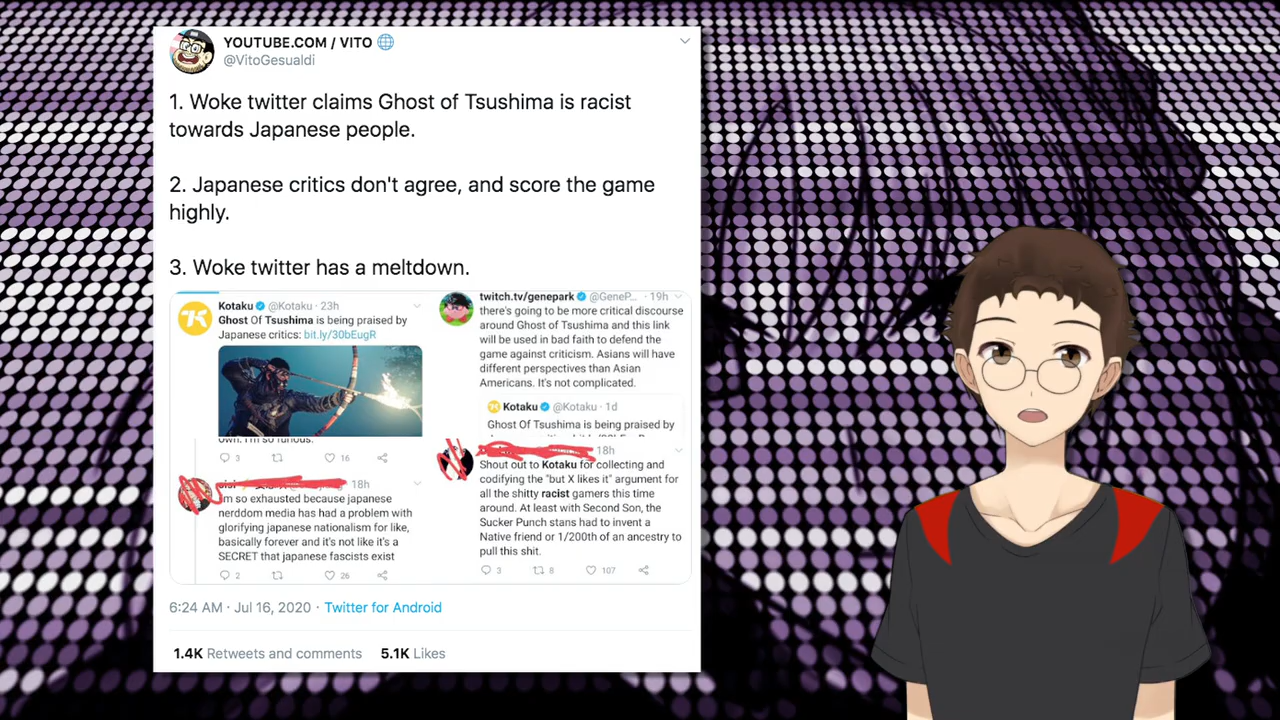 YOUTUBE.COM / VITO
@VitoGesualdi
1. Woke twitter claims Ghost of Tsushima is racist
towards Japanese people.
2. Japanese critics don't agree, and score the game
highly.
3. Woke twitter has a meltdown.
Kotaku @Kotaku · 23h
Ghost Of Tsushima is being praised by
Japanese critics: bit.ly/30bEugR
own. I'm so furious.
3 16
18h
I'm so exhausted because japanese
nerddom media has had a problem with
glorifying japanese nationalism for like,
basically forever and it's not like it's a
SECRET that japanese fascists exist
2 26
twitch.tv/genepark @GeneP... · 19h
there's going to be more critical discourse
around Ghost of Tsushima and this link
will be used in bad faith to defend the
game against criticism. Asians will have
different perspectives than Asian
Americans. It's not complicated.
Kotaku @Kotaku · 1d
Ghost Of Tsushima is being praised by
18h
Shout out to Kotaku for collecting and
codifying the "but X likes it" argument for
all the shitty racist gamers this time
around. At least with Second Son, the
Sucker Punch stans had to invent a
Native friend or 1/200th of an ancestry to
pull this shit.
3 8 107
6:24 AM · Jul 16, 2020 · Twitter for Android
1.4K Retweets and comments 5.1K Likes